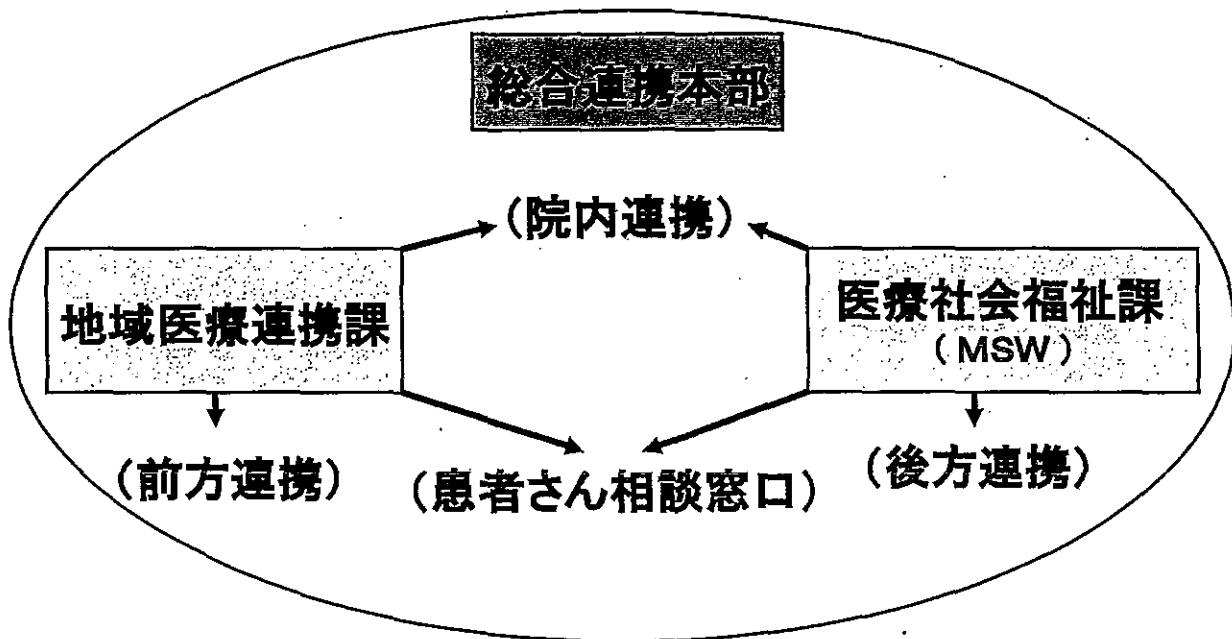 総合連携本部
(院内連携)
地域医療連携課
医療社会福祉課
(MSW)
(前方連携)
(患者さん相談窓口)
(後方連携)